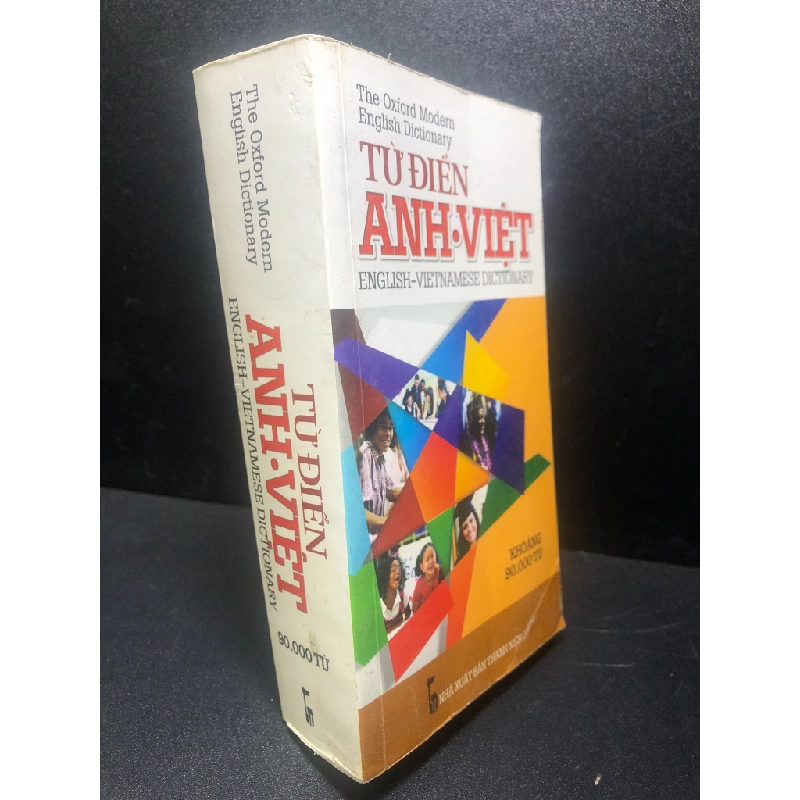 The Oxford Modern
English Dictionary
TỪ ĐIỂN
ANH·VIỆT
ENGLISH-VIETNAMESE DICTIONARY
KHOẢNG
90.000 TỪ
NHÀ XUẤT BẢN THANH NIÊN
The Oxford Modern
English Dictionary
TỪ ĐIỂN
ANH·VIỆT
ENGLISH-VIETNAMESE DICTIONARY
90.000 TỪ